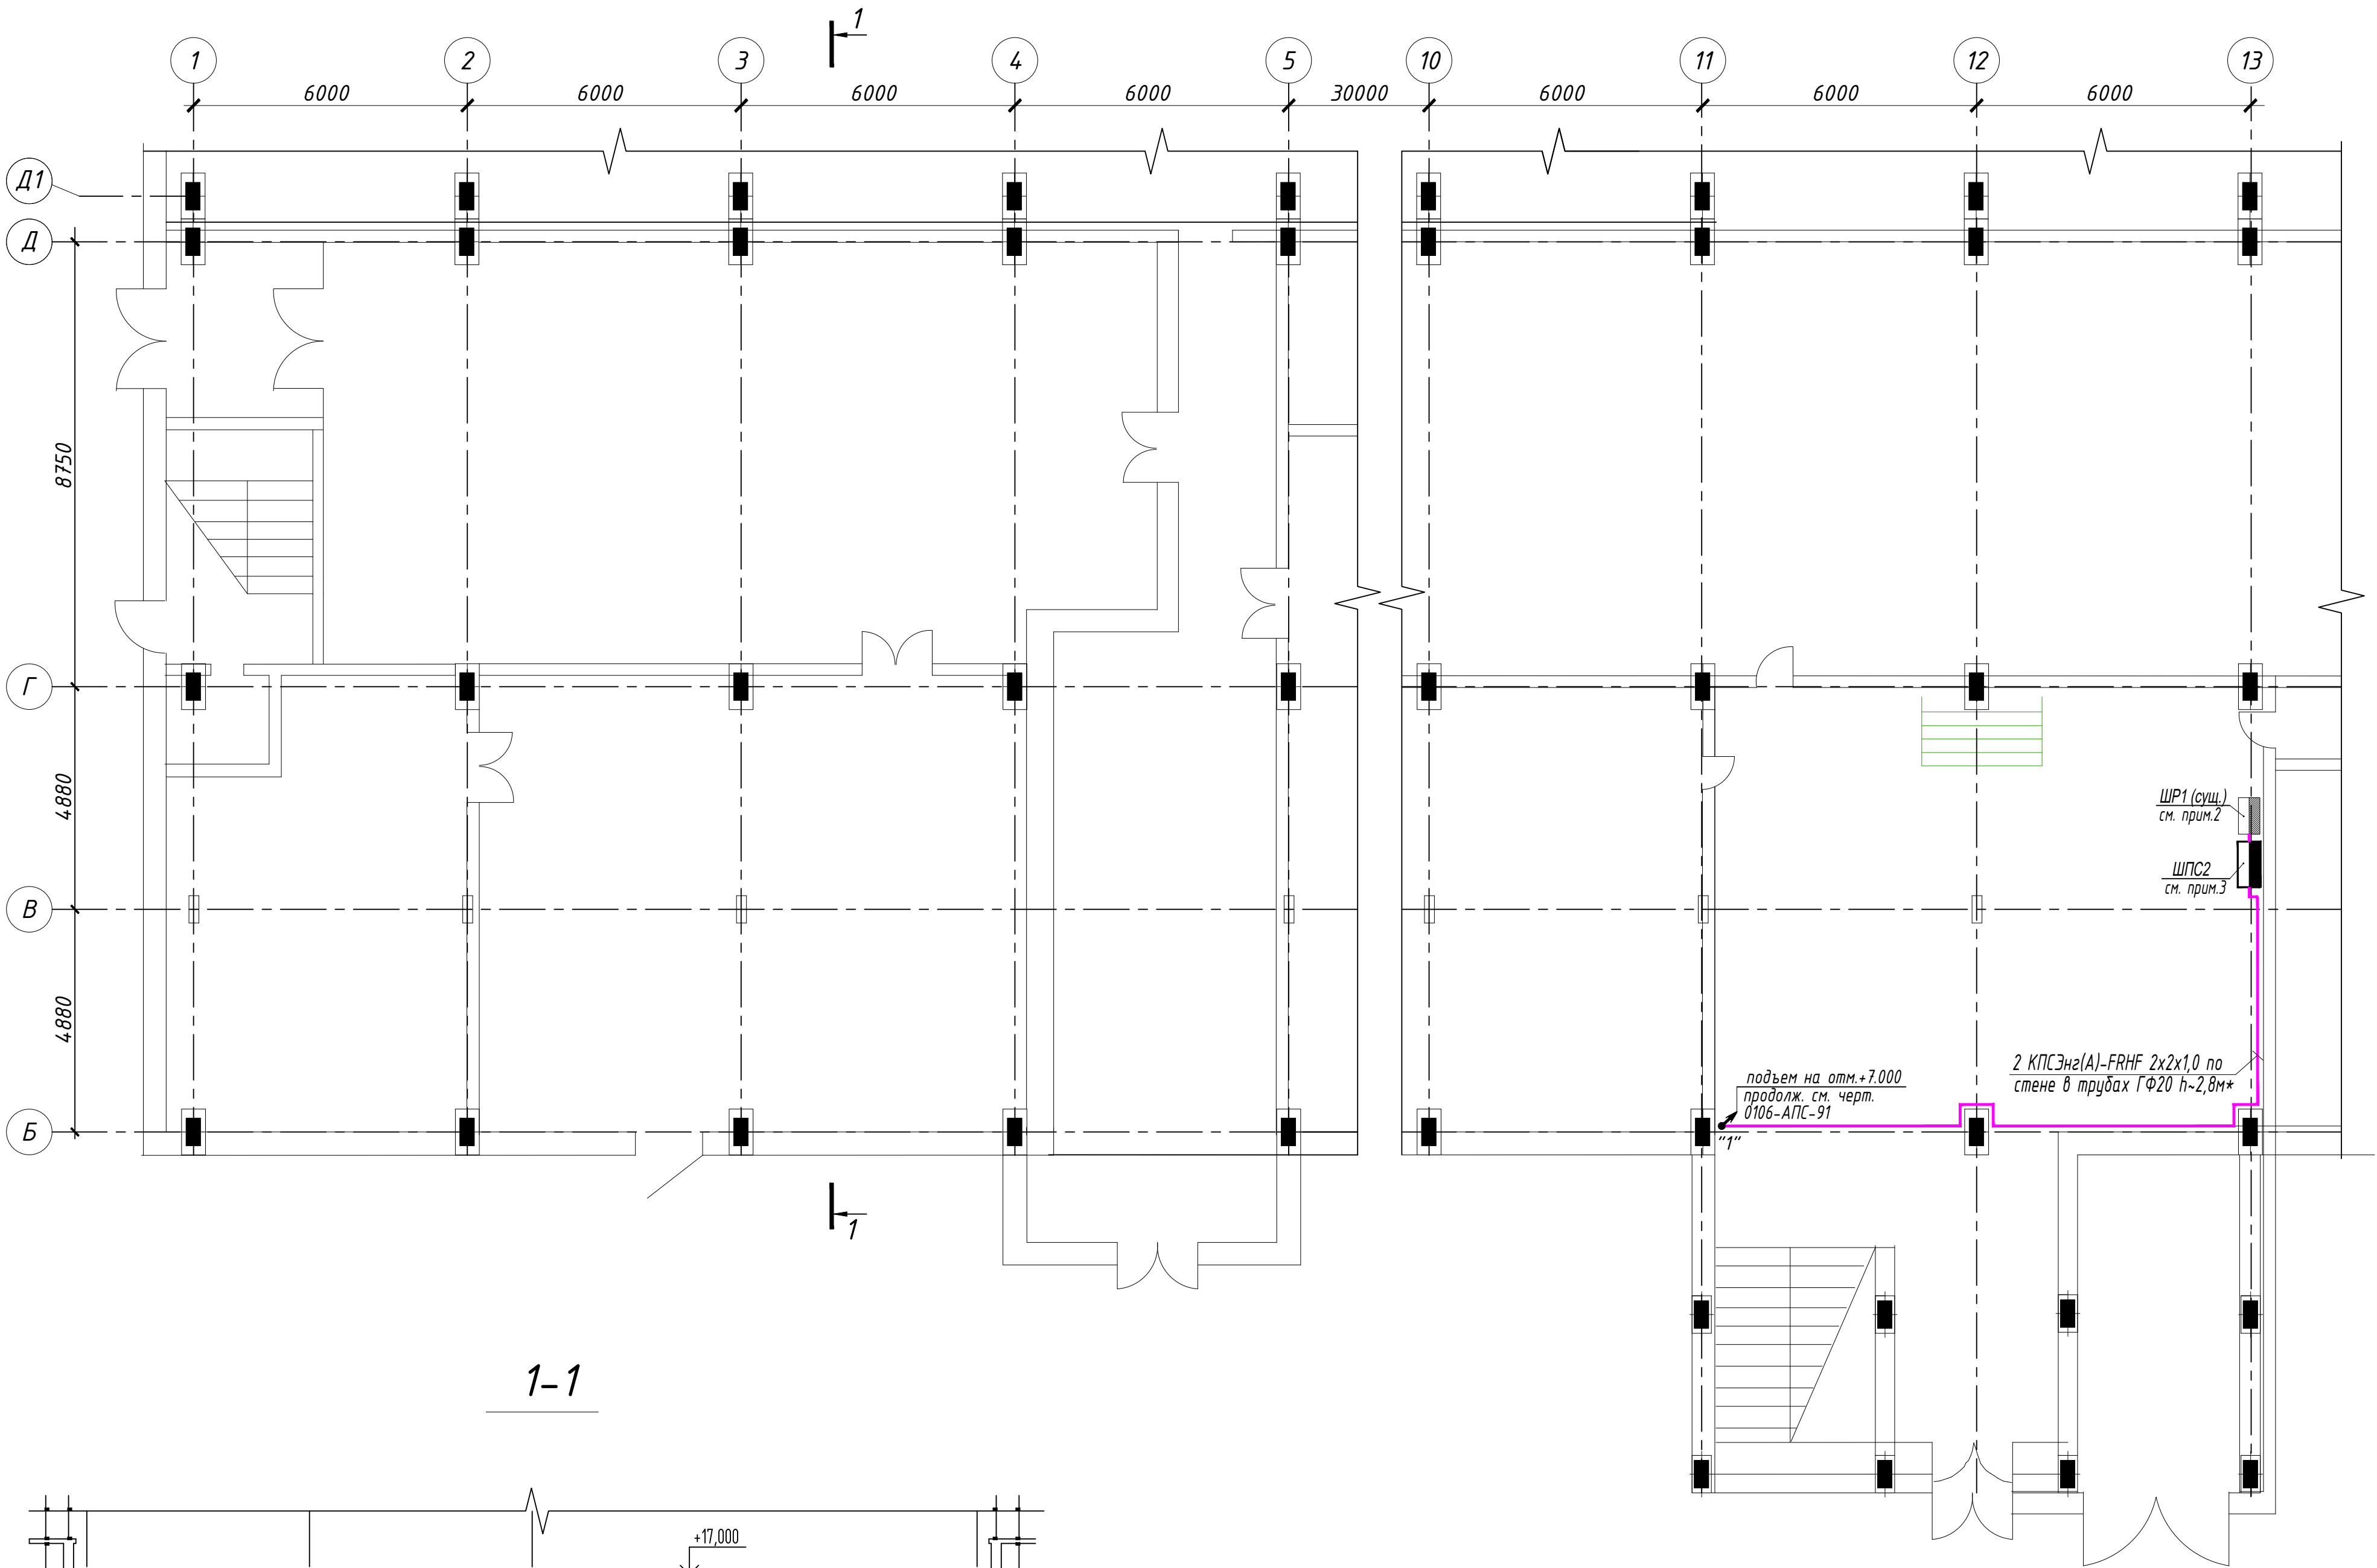 1
1 2 3 4 5 10 11 12 13
6000 6000 6000 6000 30000 6000 6000 6000
Д1
Д
8750
Г
4880
ШР1 (сущ.)
см. прим.2
ШПС2
см. прим.3
В
4880
2 КПСЭнг(А)-FRHF 2x2x1,0 по
стене в трубах ГФ20 h~2,8м*
подъем на отм.+7.000
продолж. см. черт.
0106-АПС-91
"1"
Б
1
1-1
+17,000